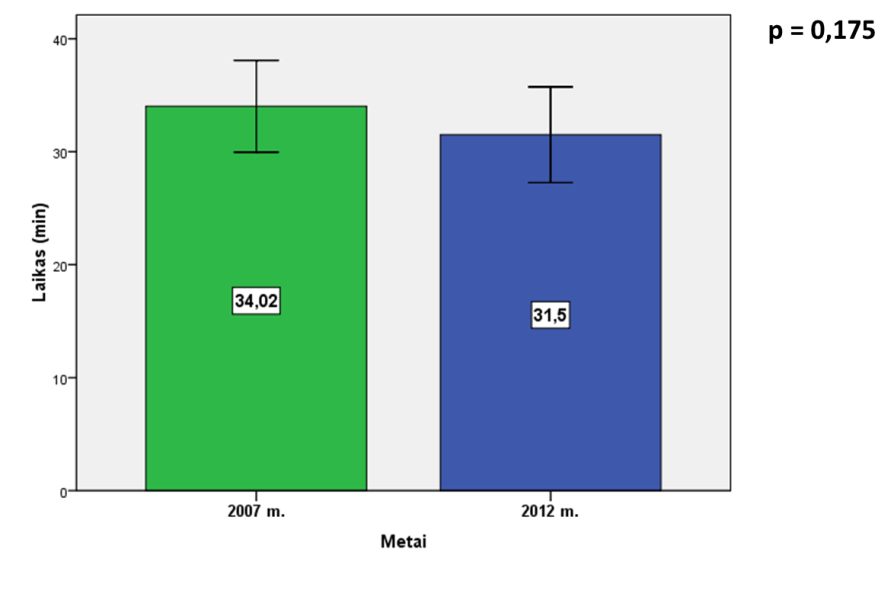 p = 0,175
40
30
20
10
0
Laikas (min)
34,02
31,5
2007 m.
2012 m.
Metai